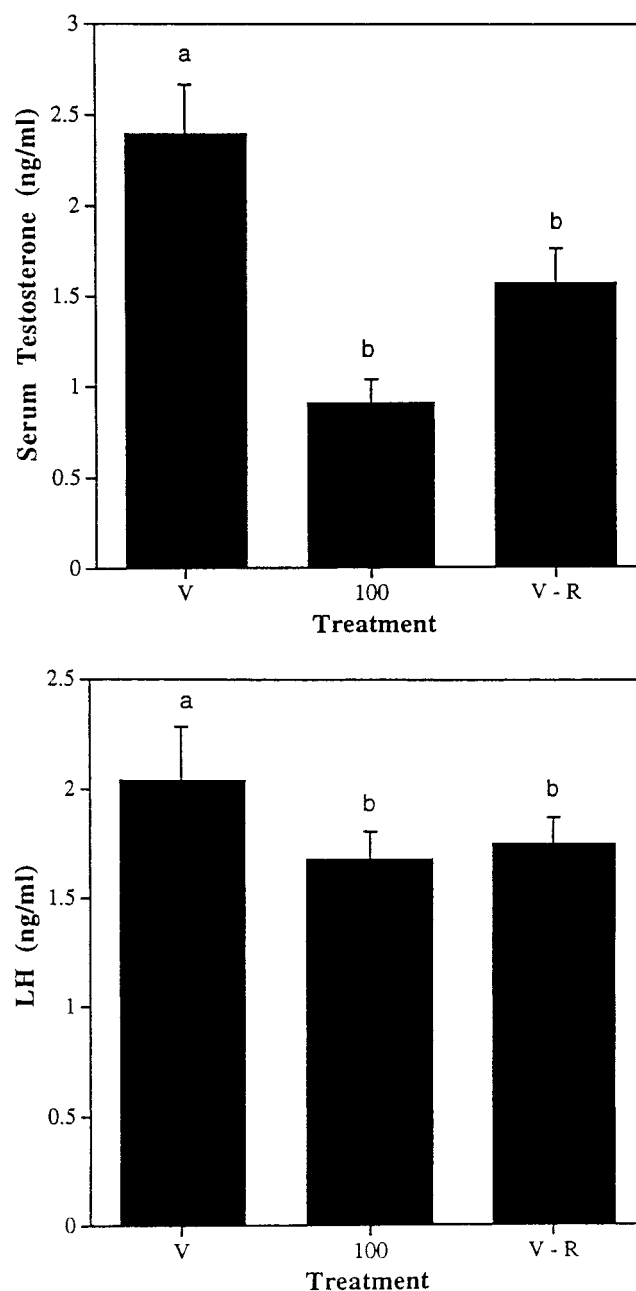 Serum Testosterone (ng/ml)
3
2.5
2
1.5
1
0.5
0
a
b
b
V
100
V - R
Treatment
LH (ng/ml)
2.5
2
1.5
1
0.5
0
a
b
b
V
100
V - R
Treatment